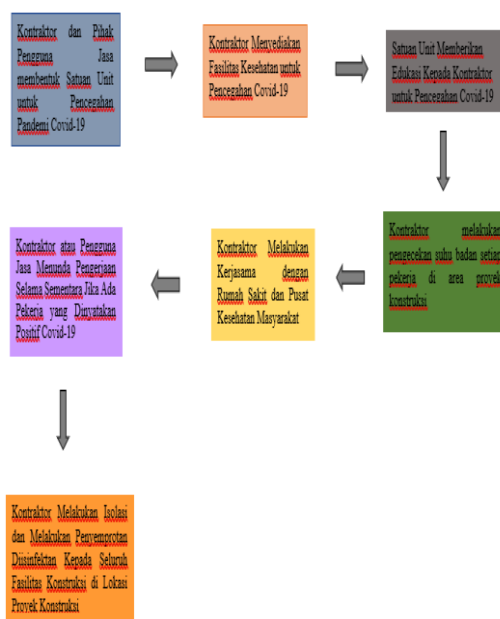 Kontraktor dan Pihak
Pengguna Jasa
membentuk Satuan Unit
untuk Pencegahan
Pandemi Covid-19
Kontraktor Menyediakan
Fasilitas Kesehatan untuk
Pencegahan Covid-19
Satuan Unit Memberikan
Edukasi Kepada Kontraktor
untuk Pencegahan Covid-19
Kontraktor melakukan
pengecekan suhu badan setiap
pekerja di area proyek
konstruksi
Kontraktor Melakukan
Kerjasama dengan
Rumah Sakit dan Pusat
Kesehatan Masyarakat
Kontraktor atau Pengguna
Jasa Menunda Pengerjaan
Selama Sementara Jika Ada
Pekerja yang Dinyatakan
Positif Covid-19
Kontraktor Melakukan Isolasi
dan Melakukan Penyemprotan
Diisinfektan Kepada Seluruh
Fasilitas Konstruksi di Lokasi
Proyek Konstruksi